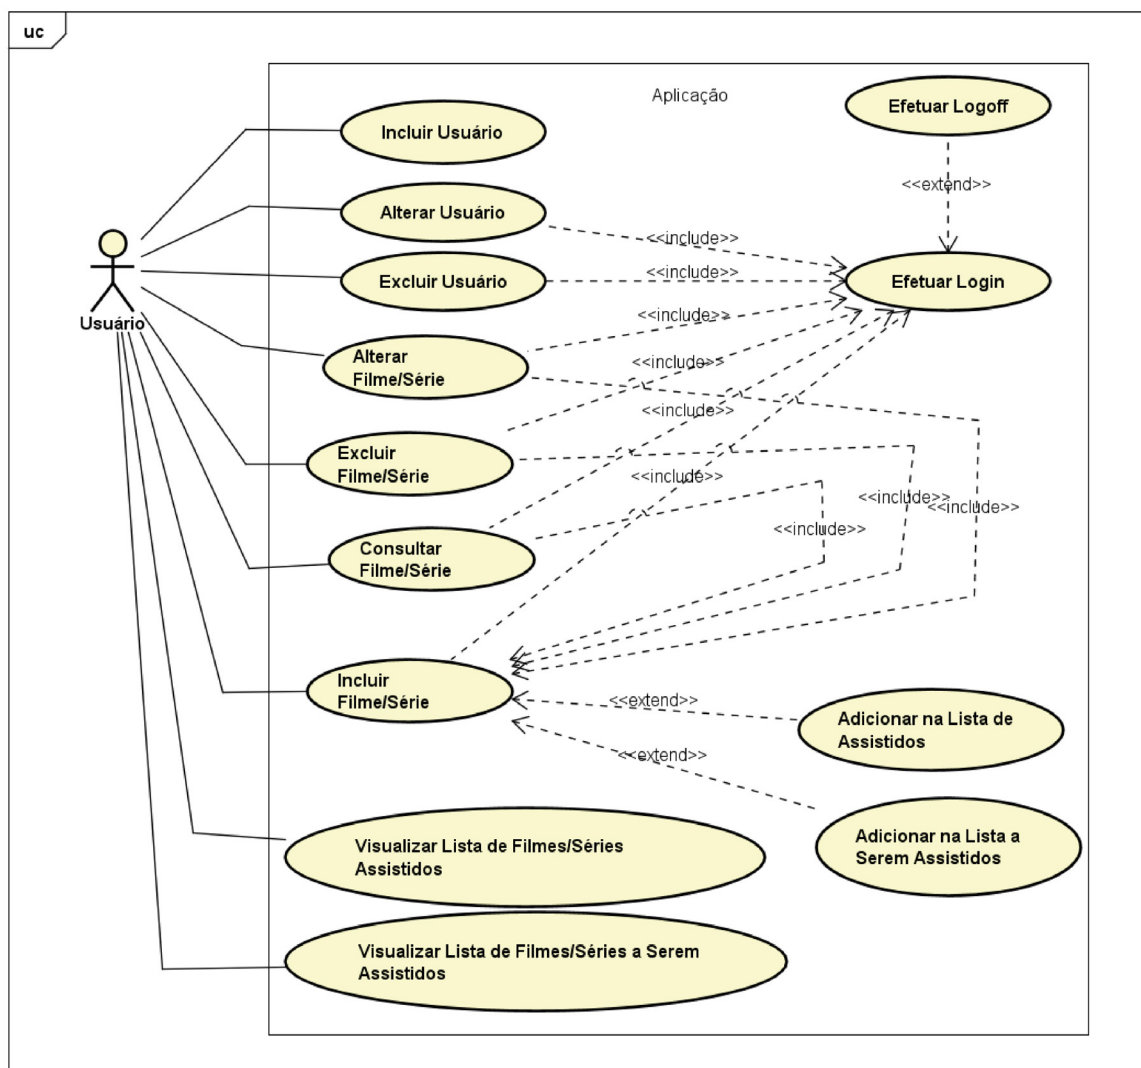 uc
Aplicação
Efetuar Logoff
Incluir Usuário
<<extend>>
Alterar Usuário
<<include>>
Excluir Usuário
<<include>>
Efetuar Login
Usuário
<<include>>
Alterar
Filme/Série
<<include>>
<<include>>
Excluir
Filme/Série
<<include>>
<<include>>
<<include>>
<<include>>
Consultar
Filme/Série
Incluir
Filme/Série
<<extend>>
Adicionar na Lista de
Assistidos
<<extend>>
Adicionar na Lista a
Serem Assistidos
Visualizar Lista de Filmes/Séries
Assistidos
Visualizar Lista de Filmes/Séries a Serem
Assistidos